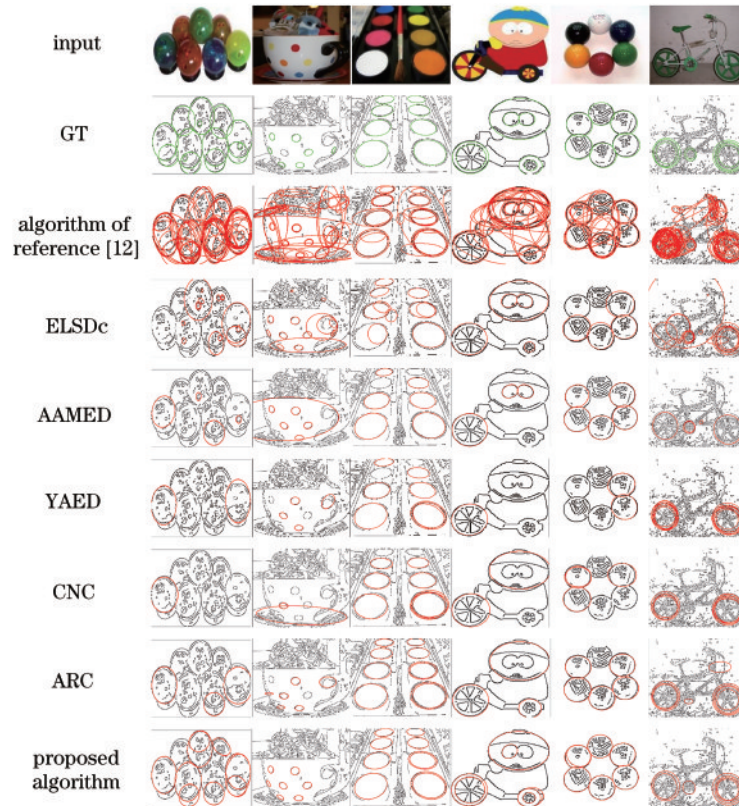 input
GT
algorithm of
reference [12]
ELSDc
AAMED
YAED
CNC
ARC
proposed
algorithm